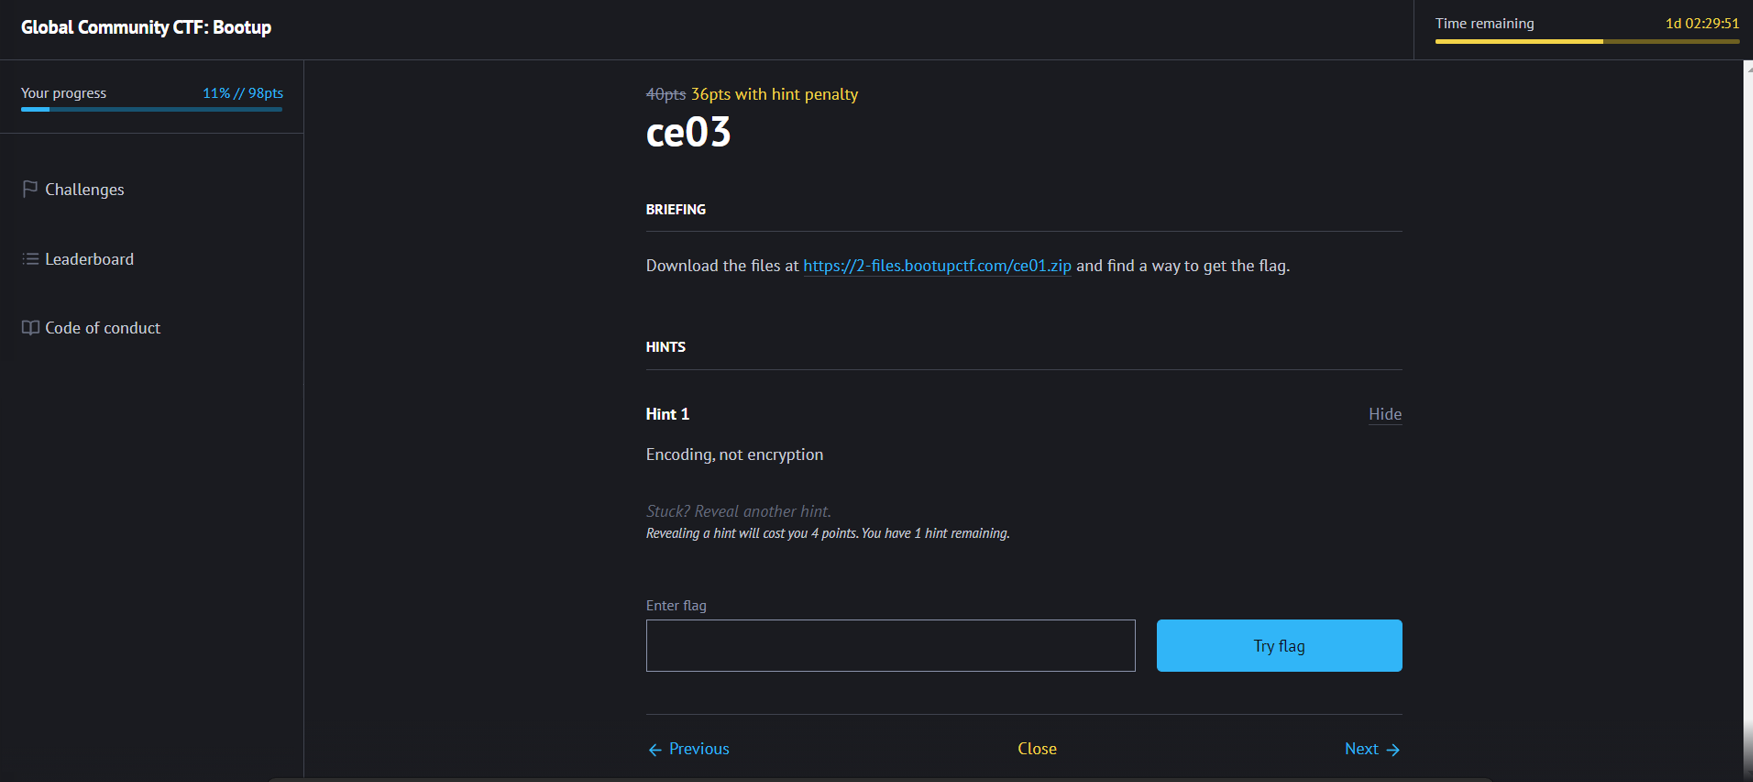 Global Community CTF: Bootup
Time remaining 1d 02:29:51
Your progress 11% // 98pts
Challenges
Leaderboard
Code of conduct
40pts 36pts with hint penalty
ce03
BRIEFING
Download the files at https://2-files.bootupctf.com/ce01.zip and find a way to get the flag.
HINTS
Hint 1 Hide
Encoding, not encryption
Stuck? Reveal another hint.
Revealing a hint will cost you 4 points. You have 1 hint remaining.
Enter flag
Try flag
← Previous Close Next →